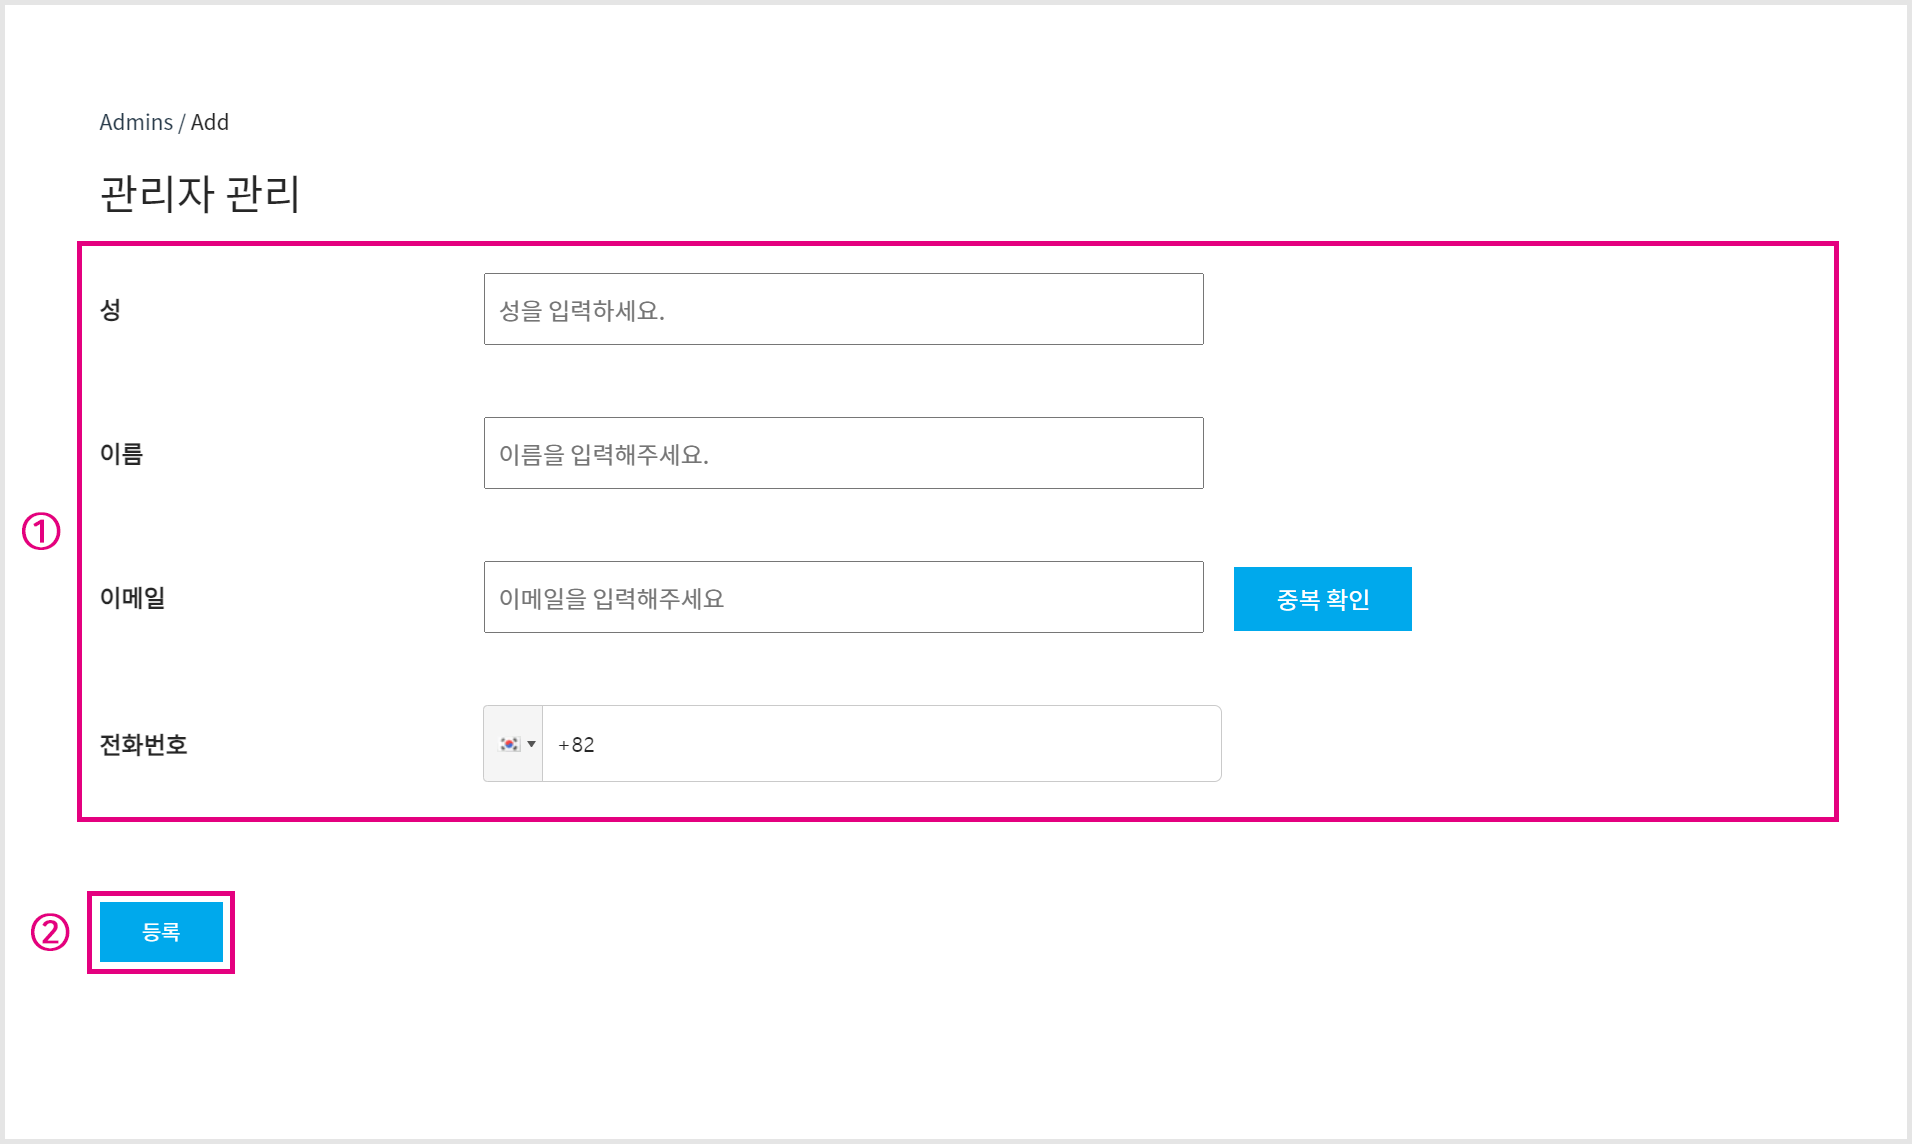 Admins / Add
관리자 관리
성
성을 입력하세요.
이름
이름을 입력해주세요.
①
이메일
이메일을 입력해주세요
중복 확인
전화번호
+82
②
등록